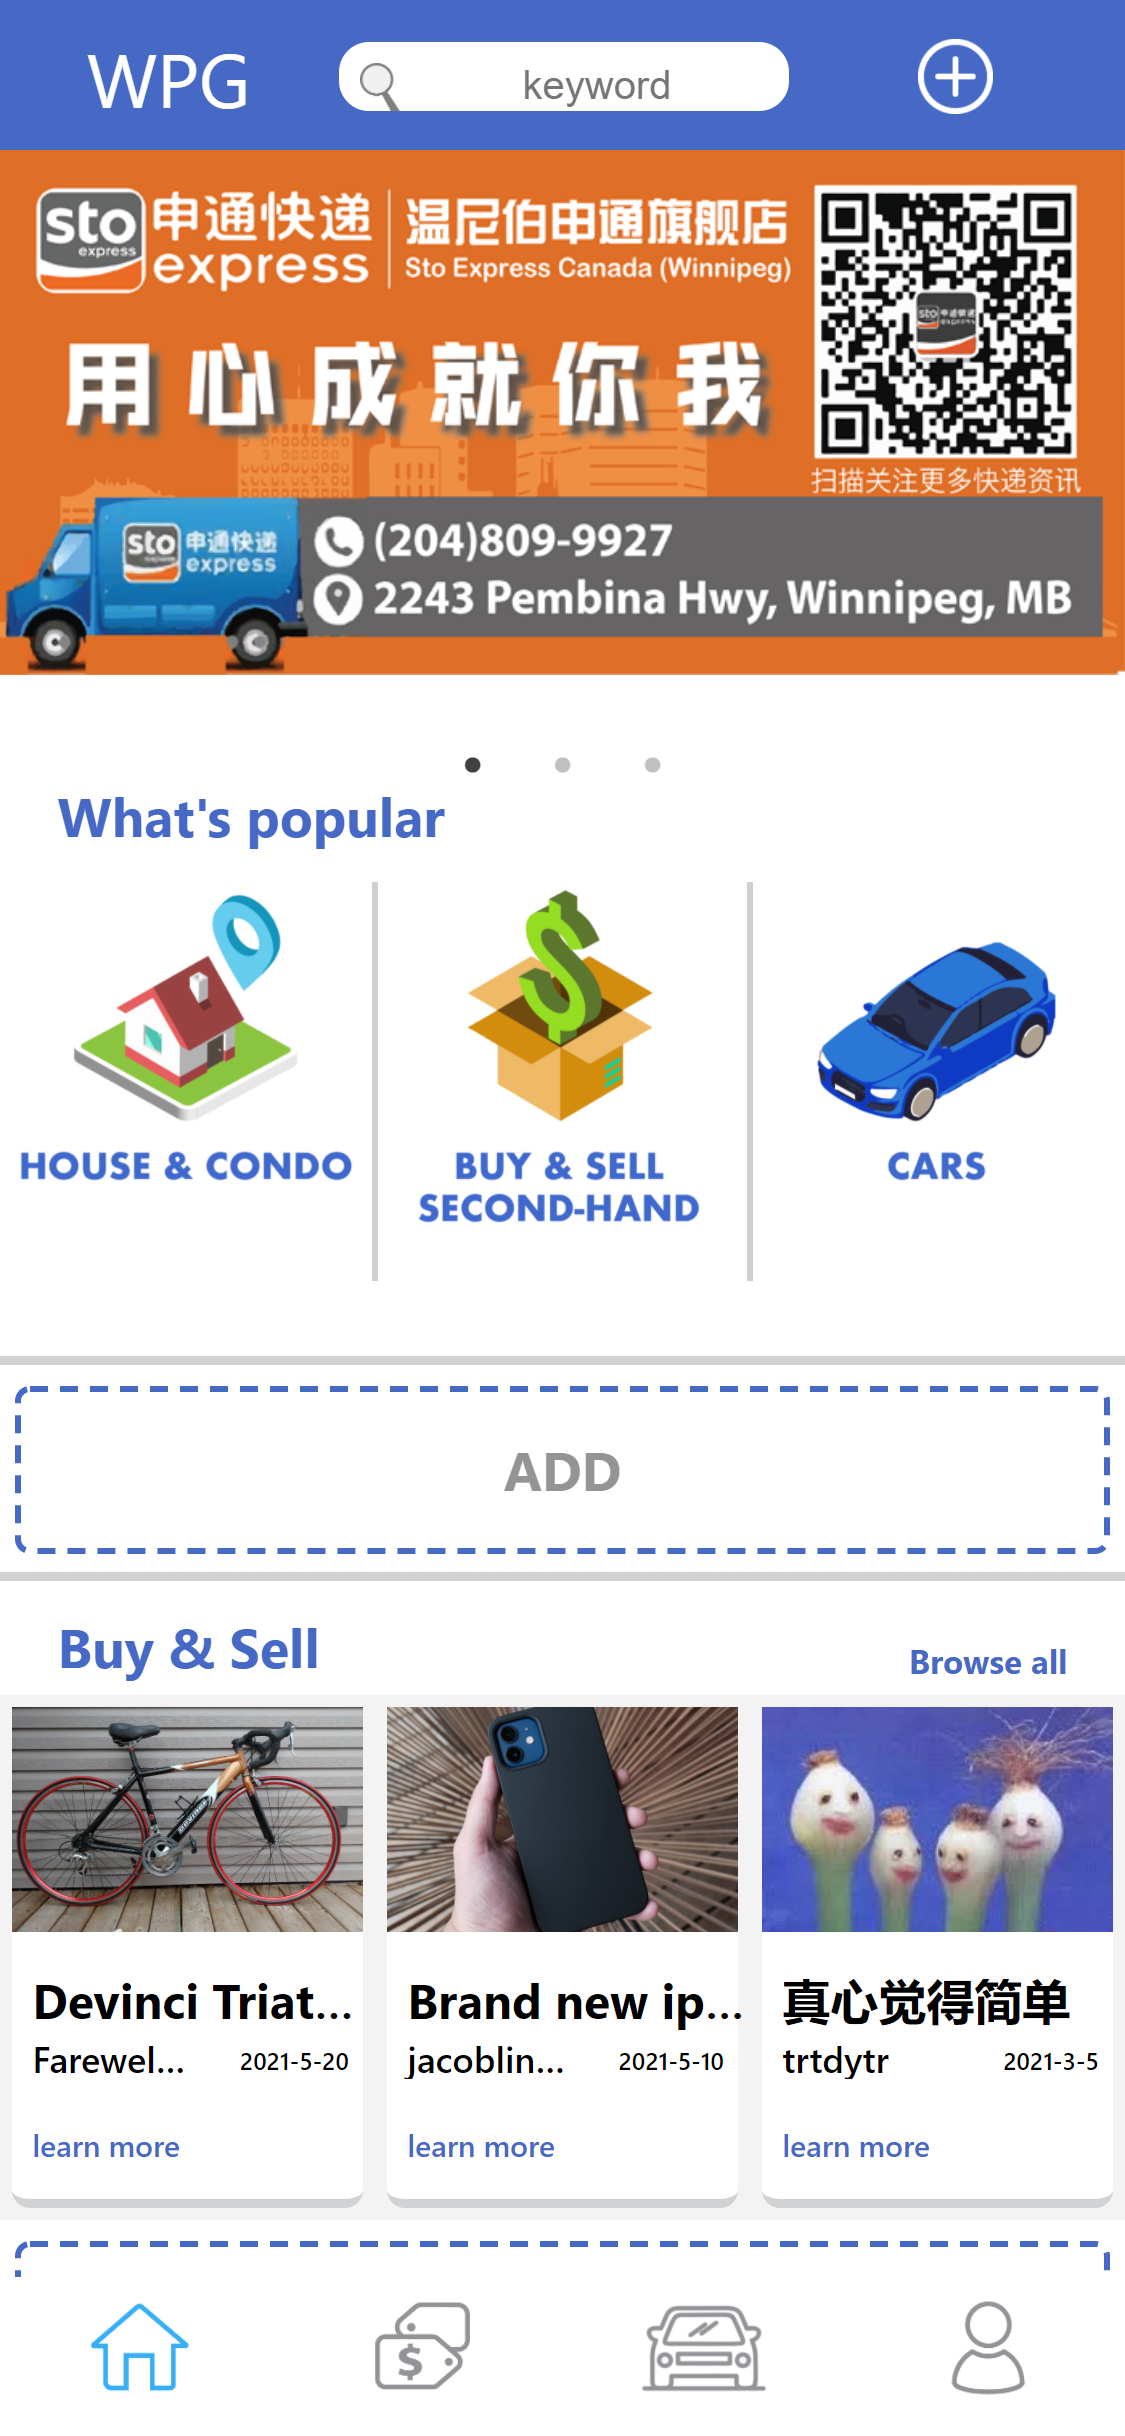 WPG
keyword
sto express 申通快递 express
温尼伯申通旗舰店
Sto Express Canada (Winnipeg)
用心成就你我
扫描关注更多快递资讯
sto express 申通快递 express
(204)809-9927
2243 Pembina Hwy, Winnipeg, MB
What's popular
HOUSE & CONDO
BUY & SELL
SECOND-HAND
CARS
ADD
Buy & Sell
Browse all
Devinci Triat...
Farewel...
2021-5-20
learn more
Brand new ip...
jacoblin...
2021-5-10
learn more
真心觉得简单
trtdytr
2021-3-5
learn more